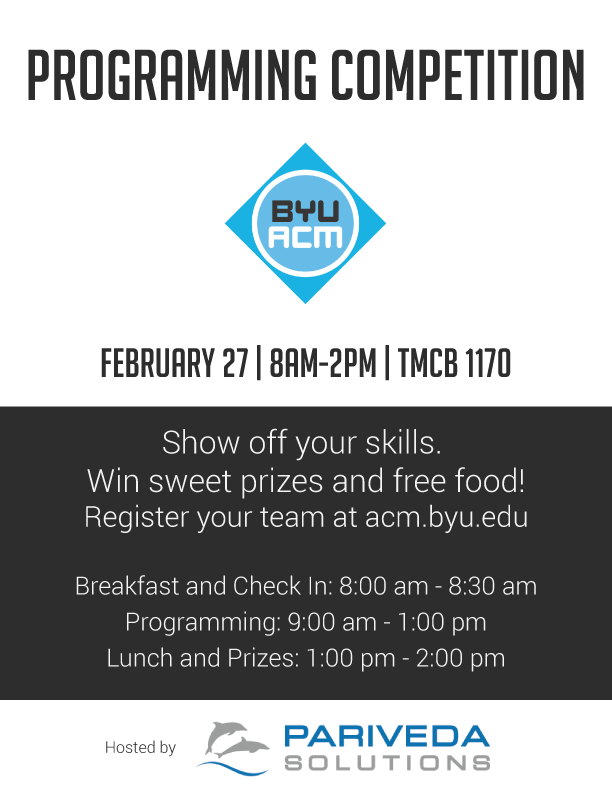 PROGRAMMING COMPETITION
BYU
ACM
FEBRUARY 27 | 8AM-2PM | TMCB 1170
Show off your skills.
Win sweet prizes and free food!
Register your team at acm.byu.edu
Breakfast and Check In: 8:00 am - 8:30 am
Programming: 9:00 am - 1:00 pm
Lunch and Prizes: 1:00 pm - 2:00 pm
Hosted by
PARIVEDA
SOLUTIONS